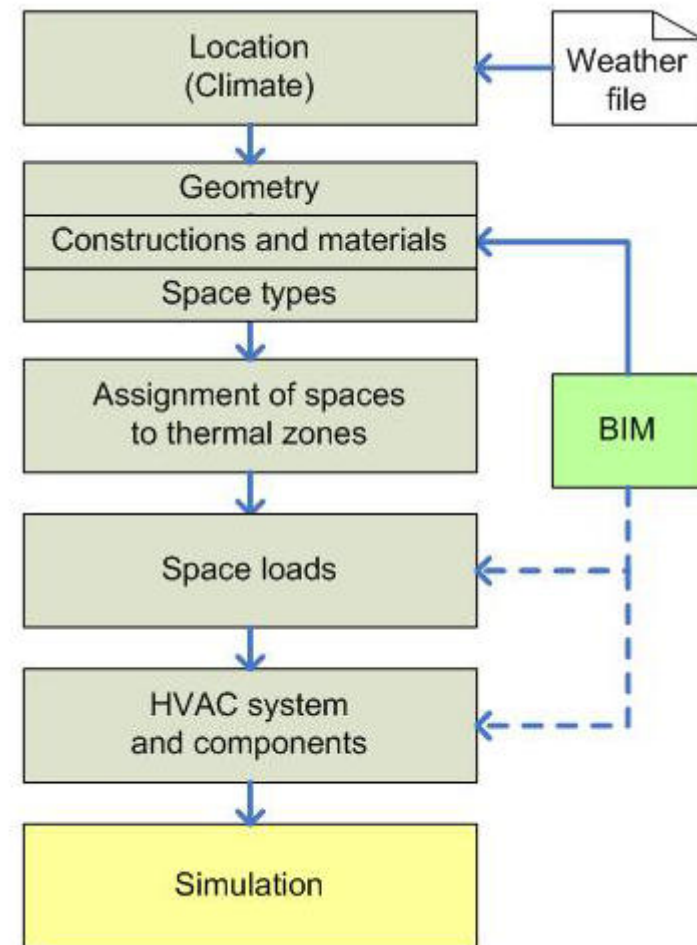 Location
(Climate)
Weather
file
Geometry
Constructions and materials
Space types
Assignment of spaces
to thermal zones
BIM
Space loads
HVAC system
and components
Simulation